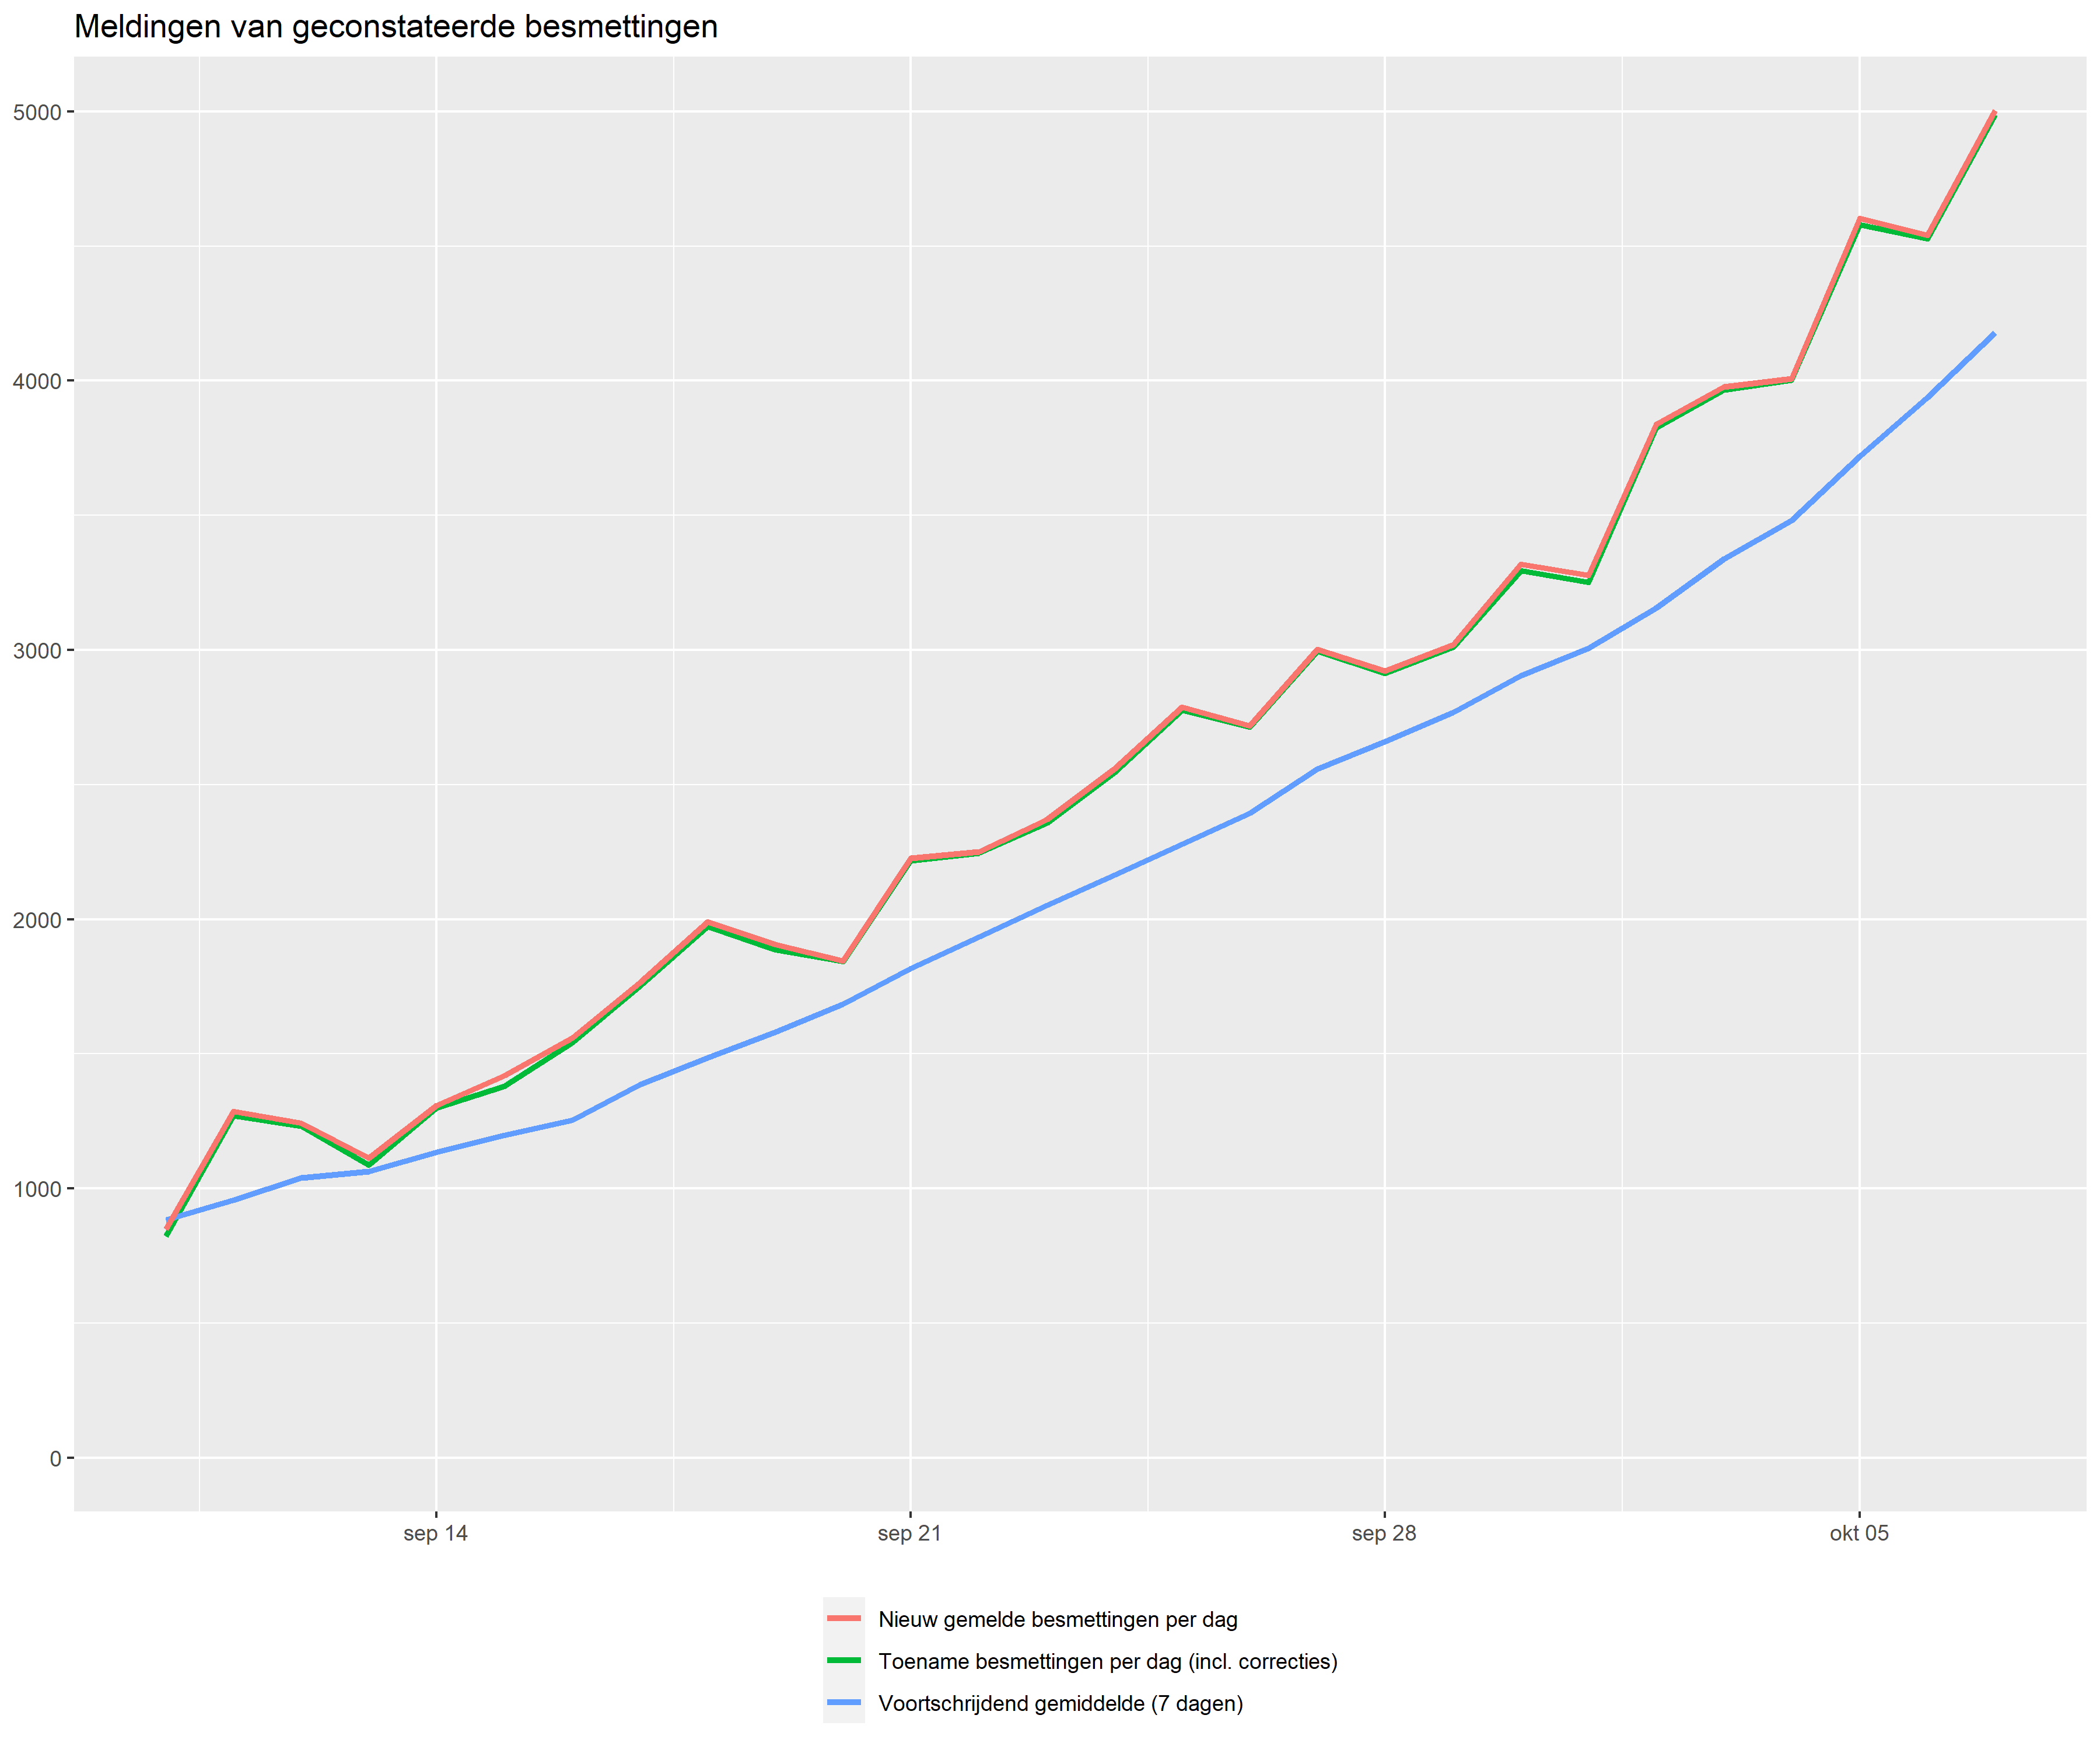 Meldingen van geconstateerde besmettingen
5000
4000
3000
2000
1000
0
sep 14
sep 21
sep 28
okt 05
Nieuw gemelde besmettingen per dag
Toename besmettingen per dag (incl. correcties)
Voortschrijdend gemiddelde (7 dagen)